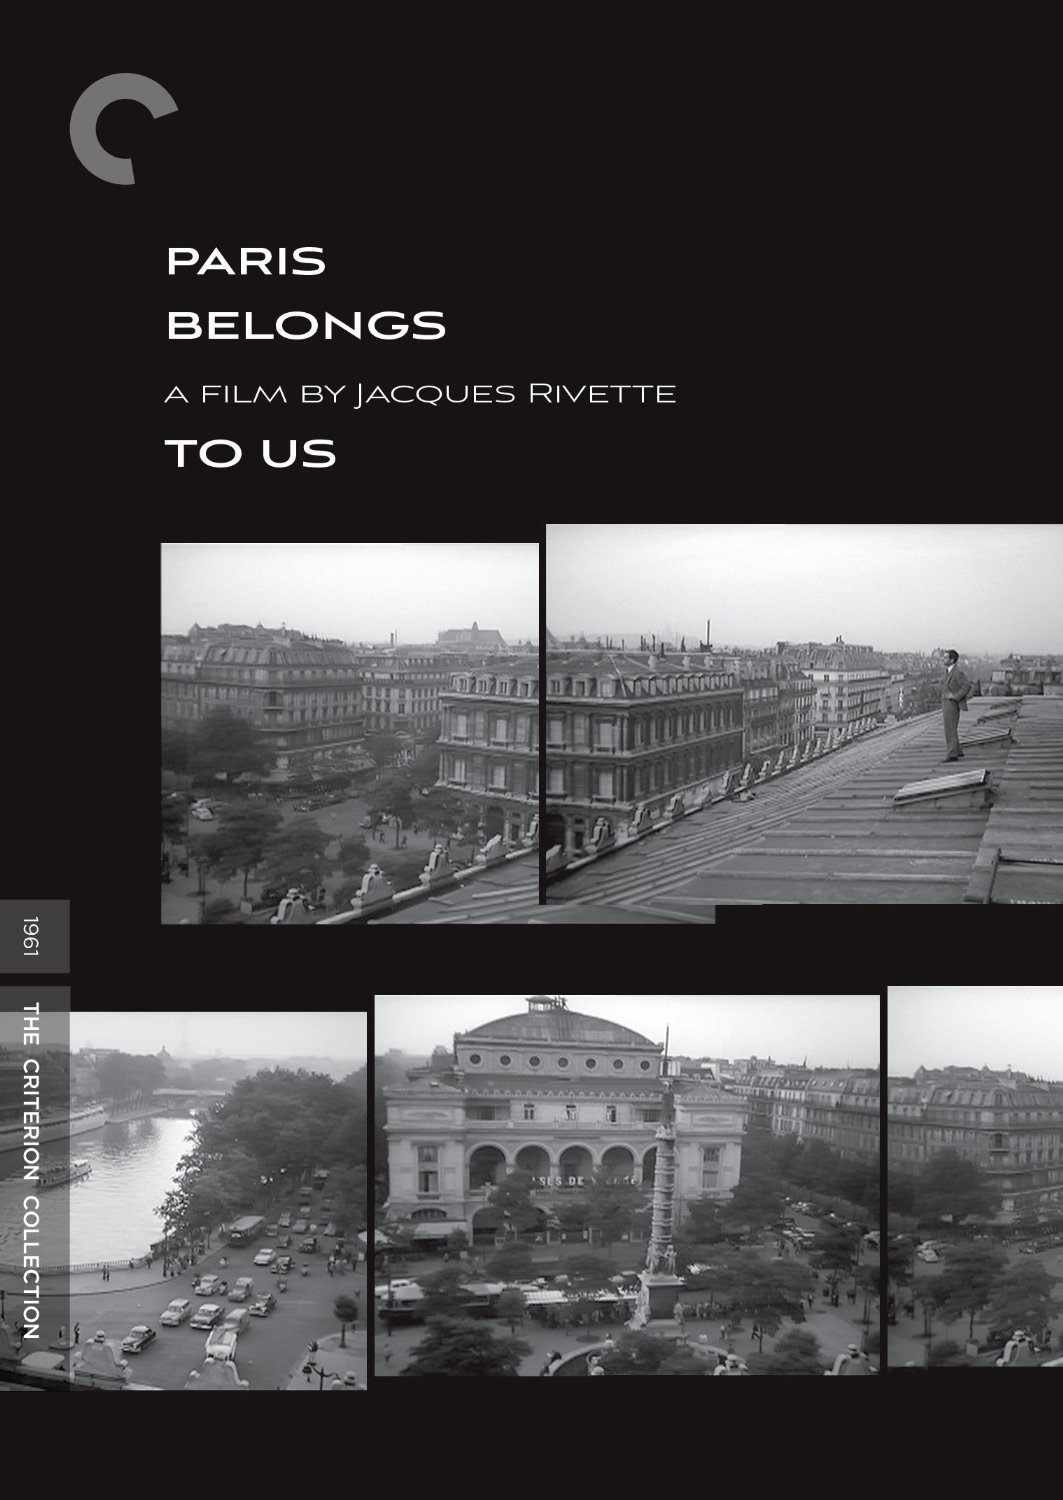 PARIS
BELONGS
A FILM BY JACQUES RIVETTE
TO US
1961
THE CRITERION COLLECTION